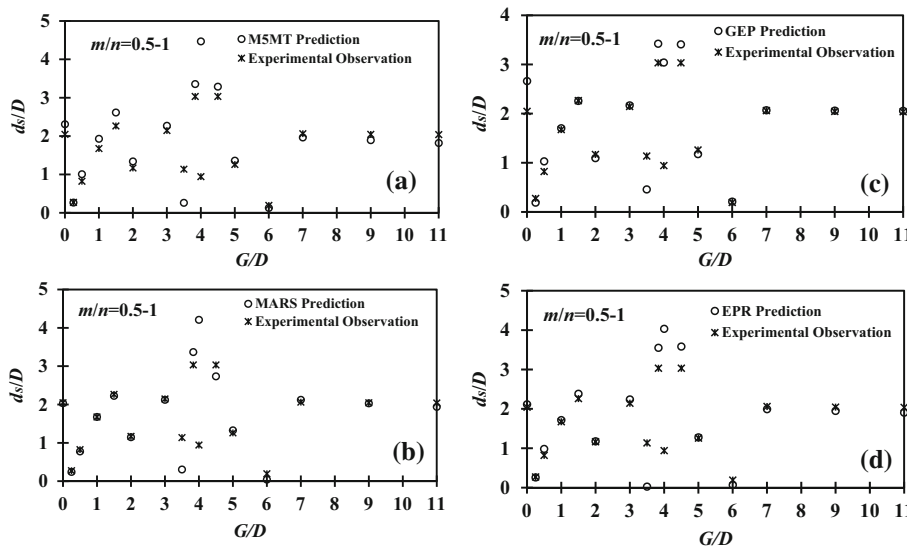 m/n=0.5-1
M5MT Prediction
Experimental Observation
ds/D
5
4
3
2
1
0
(a)
0 1 2 3 4 5 6 7 8 9 10 11
G/D
m/n=0.5-1
MARS Prediction
Experimental Observation
ds/D
5
4
3
2
1
0
(b)
0 1 2 3 4 5 6 7 8 9 10 11
G/D
m/n=0.5-1
GEP Prediction
Experimental Observation
ds/D
4
3
2
1
0
(c)
0 1 2 3 4 5 6 7 8 9 10 11
G/D
m/n=0.5-1
EPR Prediction
Experimental Observation
ds/D
5
4
3
2
1
0
(d)
0 1 2 3 4 5 6 7 8 9 10 11
G/D